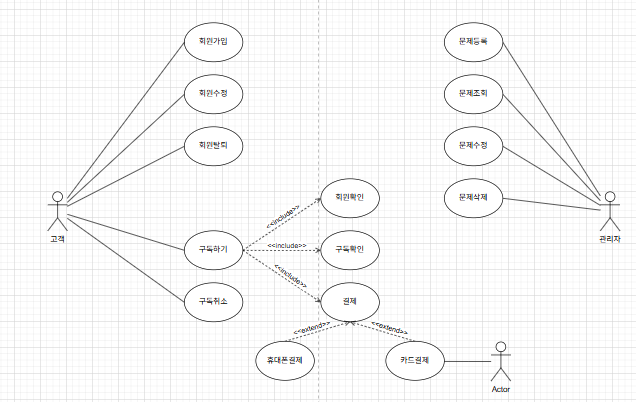 회원가입
문제등록
회원수정
문제조회
회원탈퇴
문제수정
회원확인
문제삭제
<<include>>
고객
관리자
구독하기
<<include>>
구독확인
<<include>>
구독취소
결제
<<extend>>
<<extend>>
휴대폰결제
카드결제
Actor